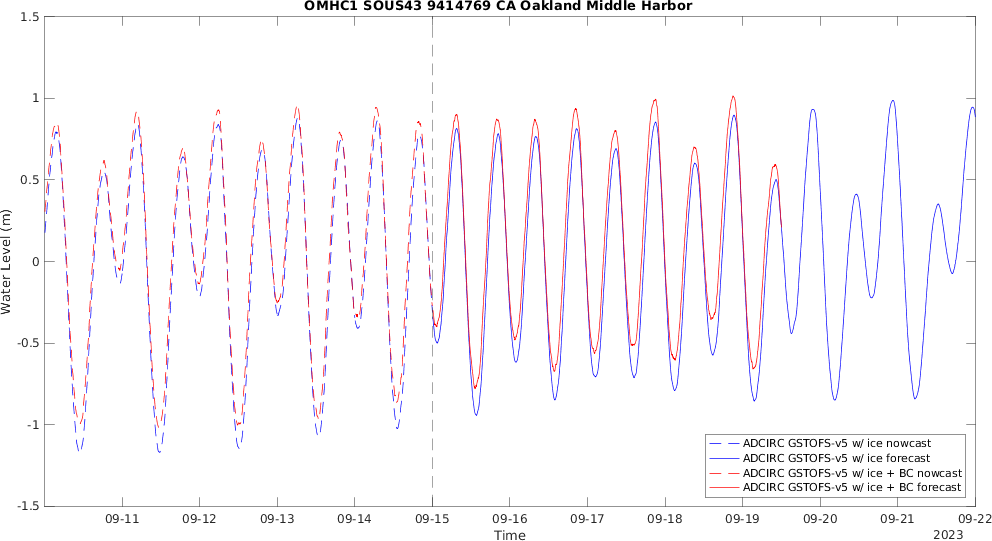 OMHC1 SOUS43 9414769 CA Oakland Middle Harbor
1.5
1
0.5
0
-0.5
-1
-1.5
Water Level (m)
ADCIRC GSTOFS-v5 w/ ice nowcast
ADCIRC GSTOFS-v5 w/ ice forecast
ADCIRC GSTOFS-v5 w/ ice + BC nowcast
ADCIRC GSTOFS-v5 w/ ice + BC forecast
09-11 09-12 09-13 09-14 09-15 09-16 09-17 09-18 09-19 09-20 09-21 09-22
Time
2023